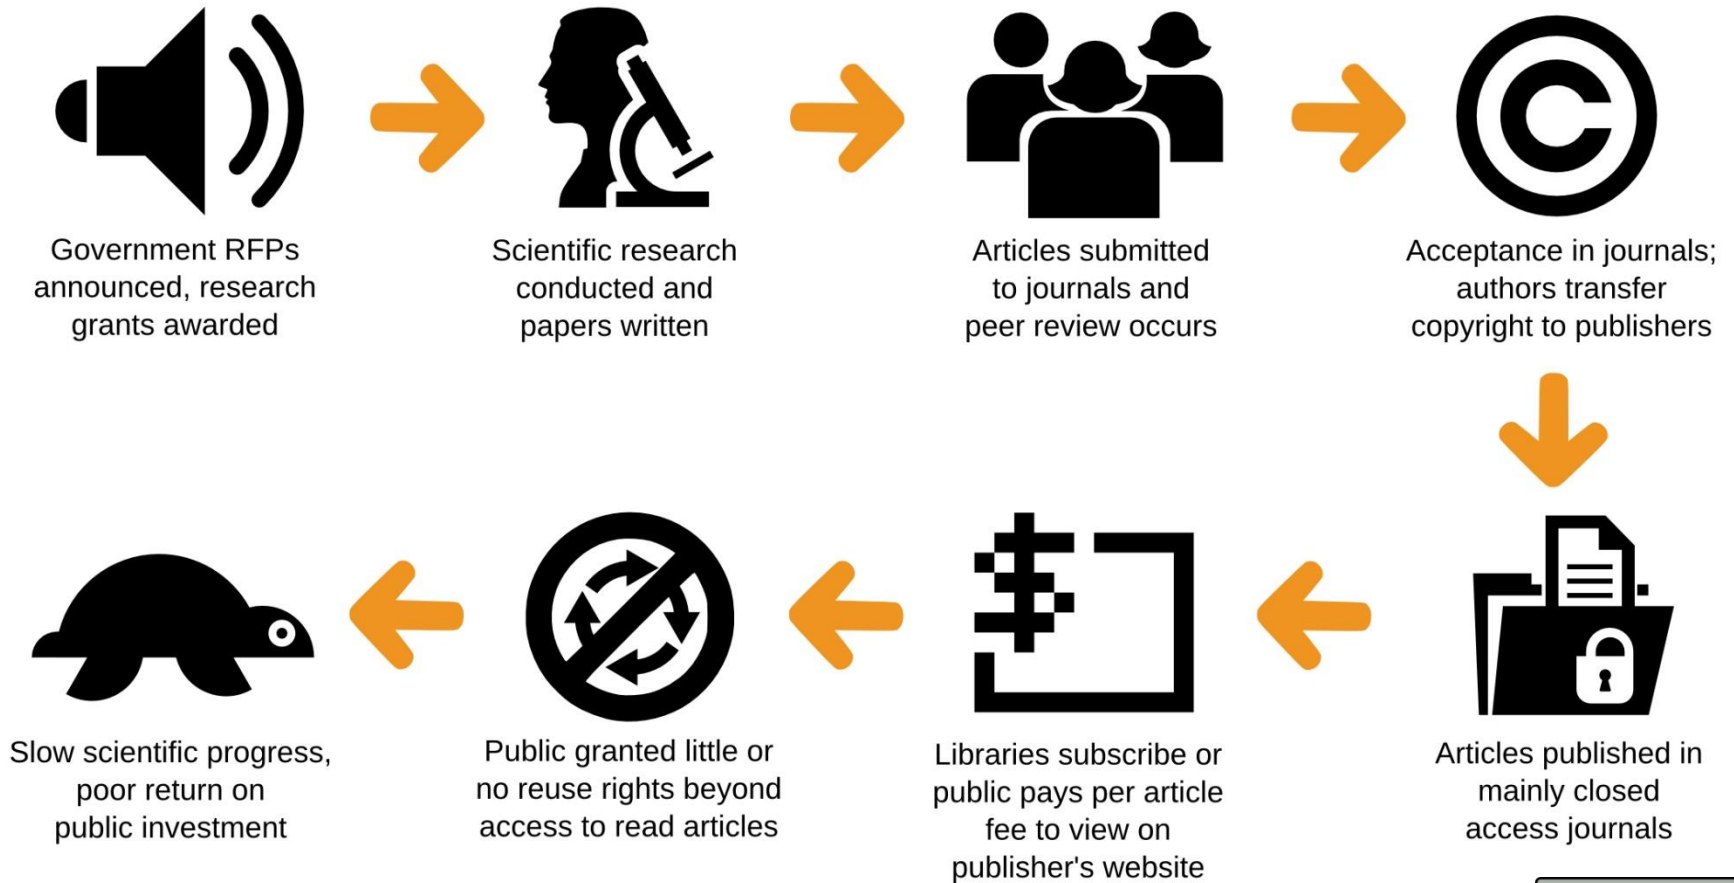 Government RFPs
announced, research
grants awarded
Scientific research
conducted and
papers written
Articles submitted
to journals and
peer review occurs
Acceptance in journals;
authors transfer
copyright to publishers
Articles published in
mainly closed
access journals
Libraries subscribe or
public pays per article
fee to view on
publisher's website
Public granted little or
no reuse rights beyond
access to read articles
Slow scientific progress,
poor return on
public investment